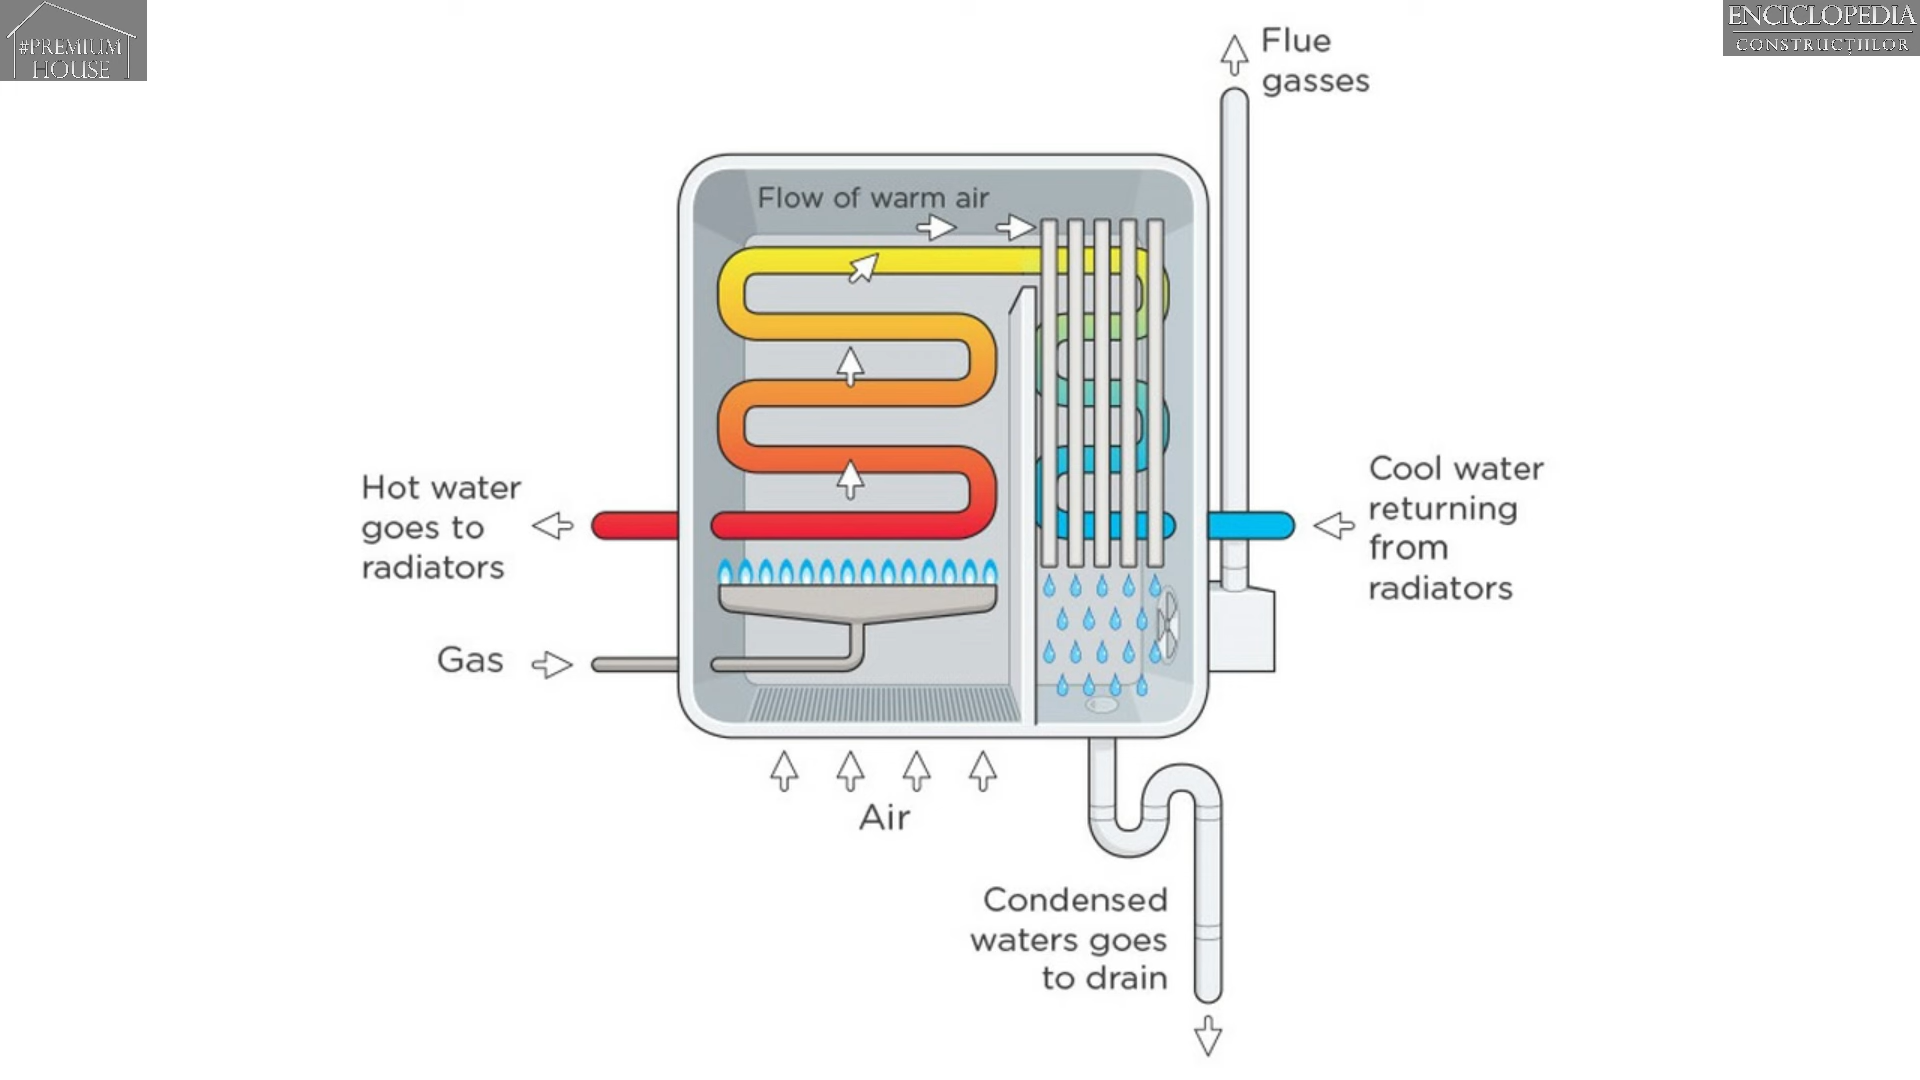 #PREMIUM
HOUSE
ENCICLOPEDIA
CONSTRUCȚIILOR
Flue
gasses
Flow of warm air
Hot water
goes to
radiators
Cool water
returning
from
radiators
Gas
Air
Condensed
waters goes
to drain